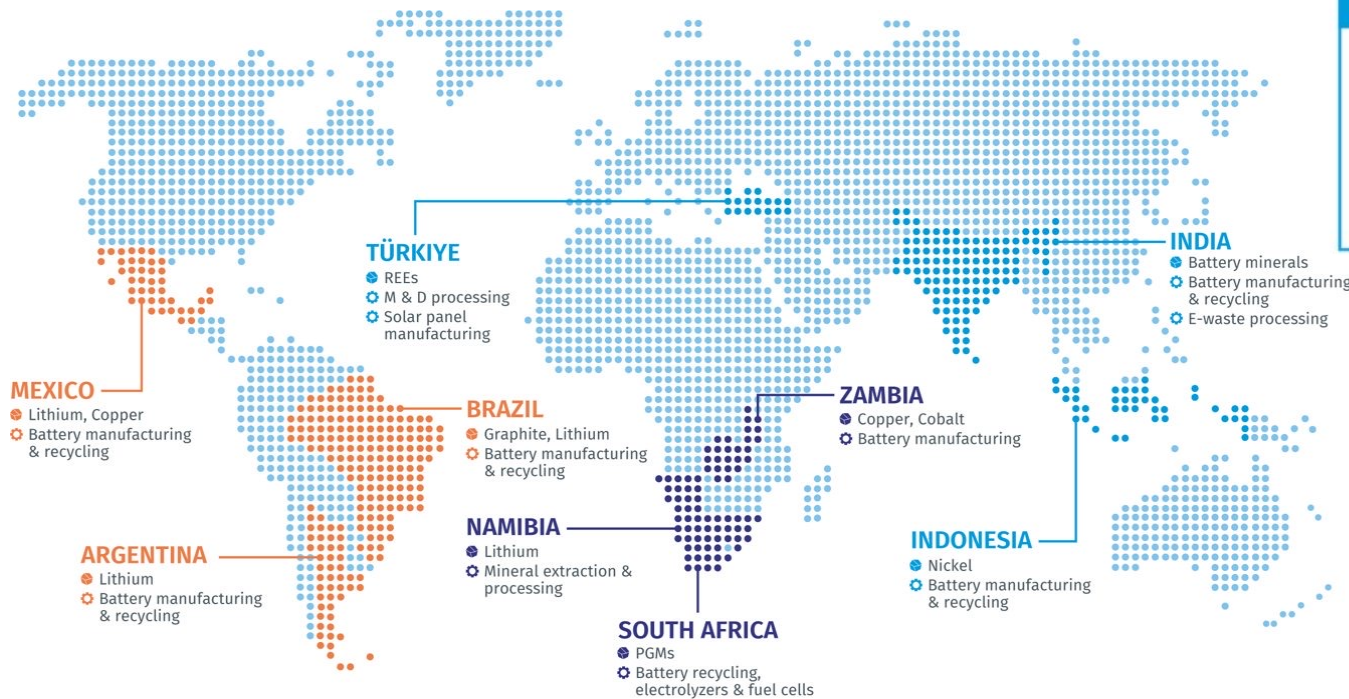 TÜRKIYE
REEs
M & D processing
Solar panel
manufacturing
INDIA
Battery minerals
Battery manufacturing
& recycling
E-waste processing
MEXICO
Lithium, Copper
Battery manufacturing
& recycling
BRAZIL
Graphite, Lithium
Battery manufacturing
& recycling
ZAMBIA
Copper, Cobalt
Battery manufacturing
NAMIBIA
Lithium
Mineral extraction &
processing
ARGENTINA
Lithium
Battery manufacturing
& recycling
INDONESIA
Nickel
Battery manufacturing
& recycling
SOUTH AFRICA
PGMs
Battery recycling,
electrolyzers & fuel cells